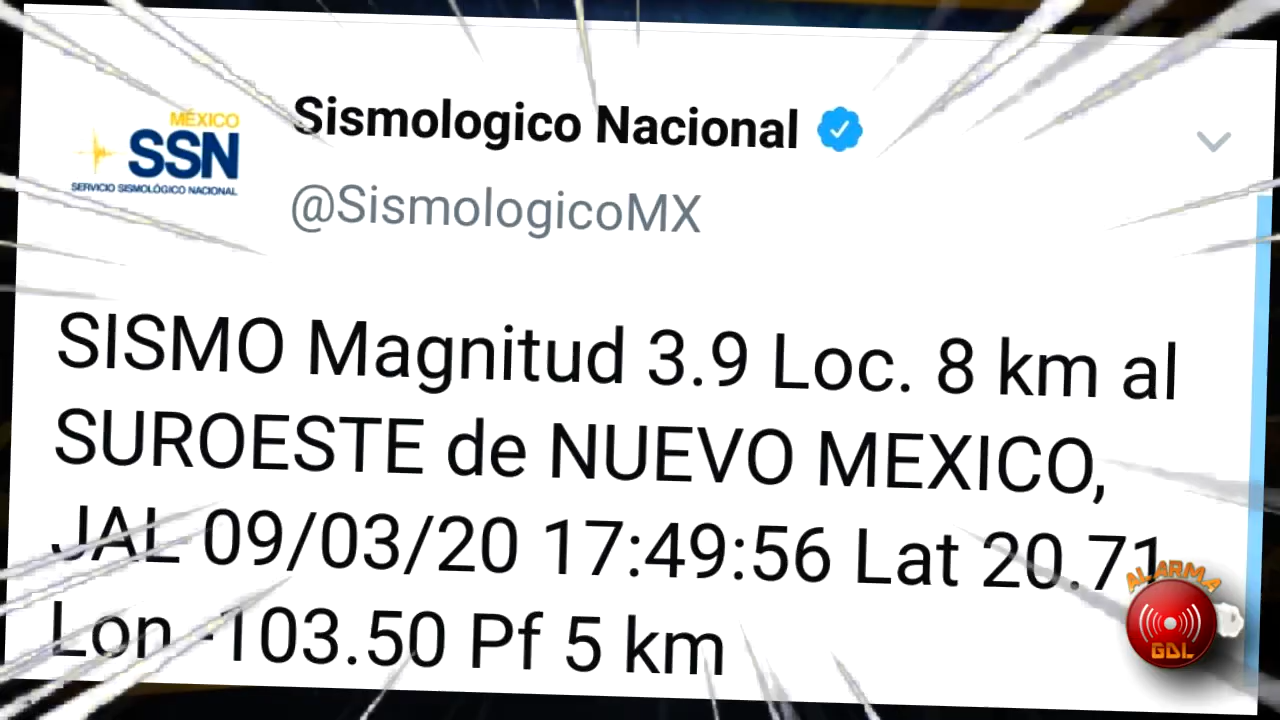 MÉXICO
SSN
SERVICIO SISMOLÓGICO NACIONAL
Sismologico Nacional
@SismologicoMX
SISMO Magnitud 3.9 Loc. 8 km al
SUROESTE de NUEVO MEXICO,
JAL 09/03/20 17:49:56 Lat 20.71
Lon -103.50 Pf 5 km
ALARMA
GDL